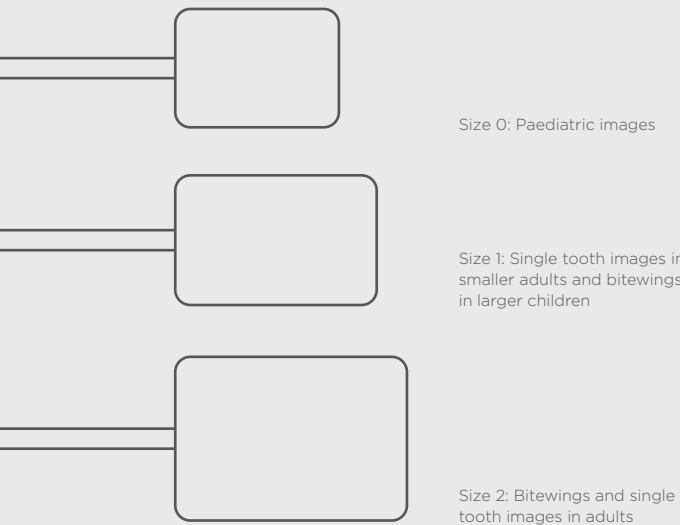 Size 0: Paediatric images
Size 1: Single tooth images in
smaller adults and bitewings
in larger children
Size 2: Bitewings and single
tooth images in adults